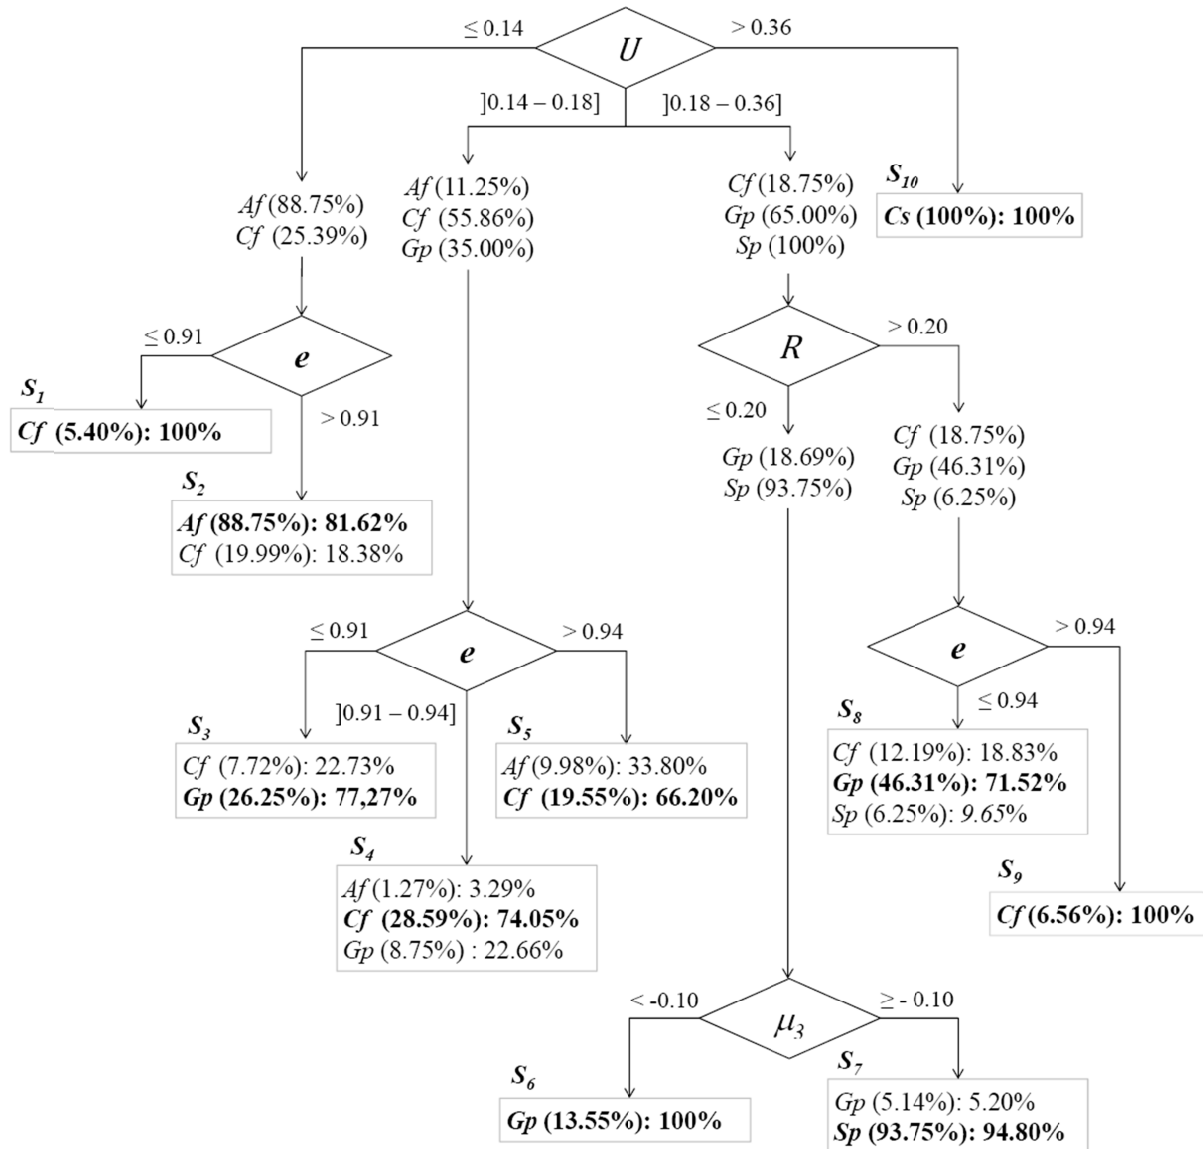 ≤ 0.14
U
> 0.36
]0.14 – 0.18]
]0.18 – 0.36]
Af (88.75%)
Cf (25.39%)
Af (11.25%)
Cf (55.86%)
Gp (35.00%)
Cf (18.75%)
Gp (65.00%)
Sp (100%)
S10
Cs (100%): 100%
≤ 0.91
e
> 0.91
S1
Cf (5.40%): 100%
S2
Af (88.75%): 81.62%
Cf (19.99%): 18.38%
R
> 0.20
≤ 0.20
Gp (18.69%)
Sp (93.75%)
Cf (18.75%)
Gp (46.31%)
Sp (6.25%)
≤ 0.91
e
> 0.94
]0.91 – 0.94]
S3
Cf (7.72%): 22.73%
Gp (26.25%): 77,27%
S5
Af (9.98%): 33.80%
Cf (19.55%): 66.20%
S4
Af (1.27%): 3.29%
Cf (28.59%): 74.05%
Gp (8.75%) : 22.66%
e
> 0.94
≤ 0.94
S8
Cf (12.19%): 18.83%
Gp (46.31%): 71.52%
Sp (6.25%): 9.65%
S9
Cf (6.56%): 100%
< -0.10
μ3
≥ - 0.10
S6
Gp (13.55%): 100%
S7
Gp (5.14%): 5.20%
Sp (93.75%): 94.80%